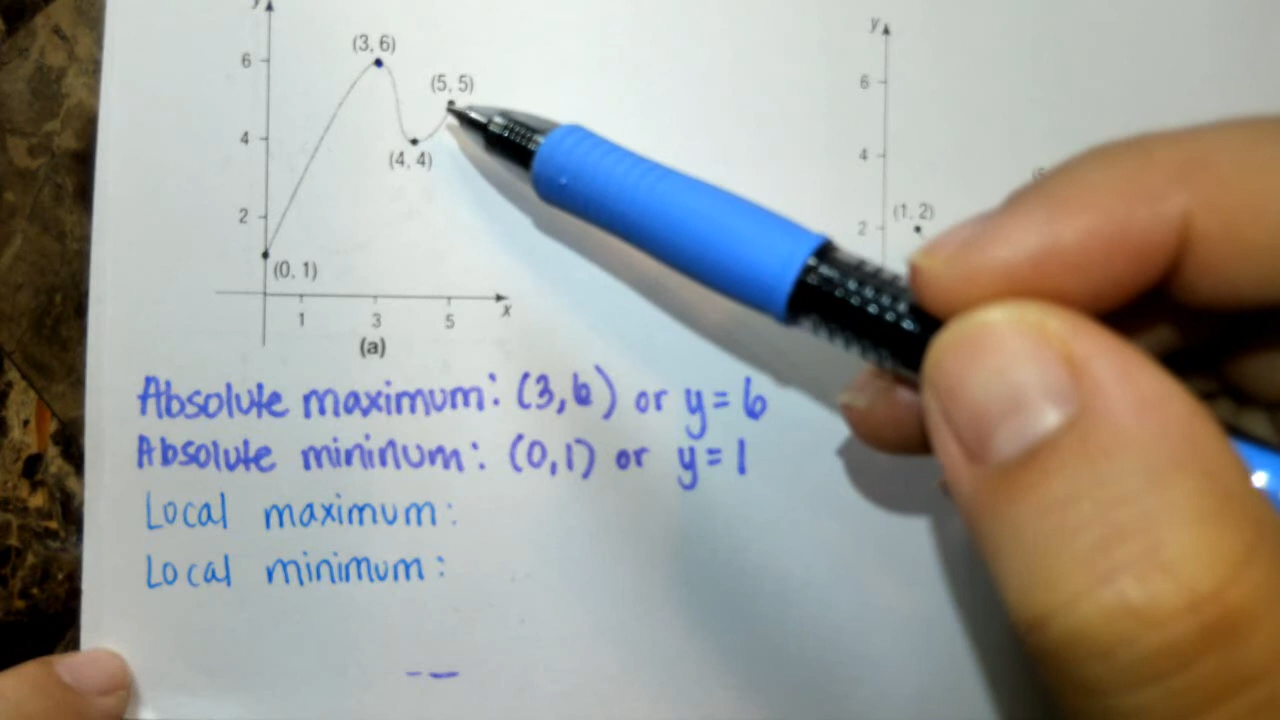 y
6
(3, 6)
(5, 5)
4
(4, 4)
2
(0, 1)
1 3 5 x
(a)
y
6
4
(1, 2)
2
Absolute maximum: (3,6) or y=6
Absolute mininum: (0,1) or y=1
Local maximum:
Local minimum: